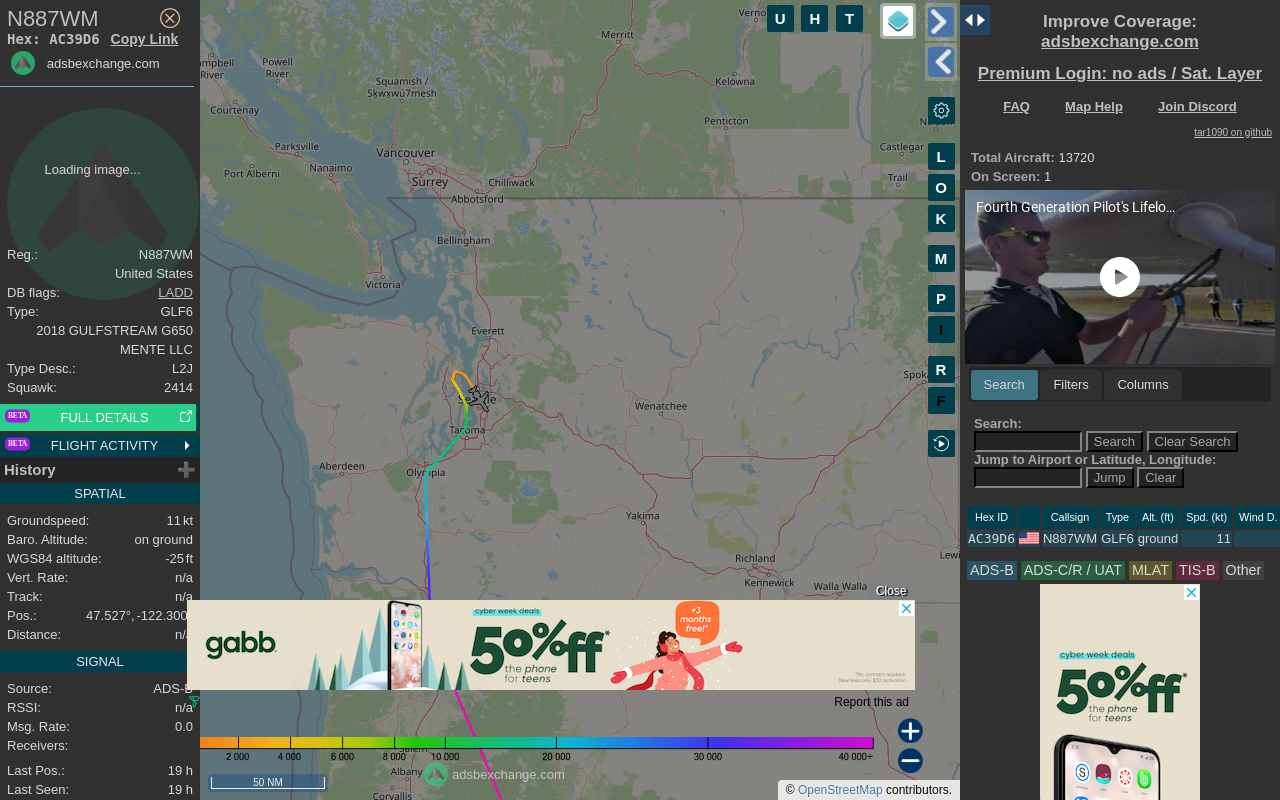 N887WM
Hex: AC39D6 Copy Link
adsbexchange.com
Loading image...
Reg.: N887WM
United States
DB flags: LADD
Type: GLF6
2018 GULFSTREAM G650
MENTE LLC
Type Desc.: L2J
Squawk: 2414
BETA FULL DETAILS
BETA FLIGHT ACTIVITY
History
SPATIAL
Groundspeed: 11 kt
Baro. Altitude: on ground
WGS84 altitude: -25 ft
Vert. Rate: n/a
Track: n/a
Pos.: 47.527°, -122.300
Distance: n/a
SIGNAL
Source: ADS-B
RSSI: n/a
Msg. Rate: 0.0
Receivers:
Last Pos.: 19 h
Last Seen: 19 h
U H T
L
O
K
M
P
I
R
F
Merritt
Powell
River
River
Squamish /
Sḵwx̱wú7mesh
Kelowna
Courtenay
Penticton
Parksville
Vancouver
Castlegar
Nanaimo
Port Alberni
Surrey
Chilliwack
Trail
Abbotsford
Bellingham
Victoria
Everett
Wenatchee
Tacoma
Aberdeen
Olympia
Yakima
Richland
Kennewick
Walla Walla
Albany
Corvallis
Close
gabb
cyber week deals
50% off*
the phone
for teens
+3
months
free!*
*No contract required.
New lines only. $30 activation.
Report this ad
2 000 4 000 6 000 8 000 10 000 20 000 30 000 40 000+
adsbexchange.com
50 NM
© OpenStreetMap contributors.
Improve Coverage:
adsbexchange.com
Premium Login: no ads / Sat. Layer
FAQ Map Help Join Discord
tar1090 on github
Total Aircraft: 13720
On Screen: 1
Fourth Generation Pilot's Lifelo...
Search Filters Columns
Search:
Search Clear Search
Jump to Airport or Latitude, Longitude:
Jump Clear
Hex ID Callsign Type Alt. (ft) Spd. (kt) Wind D.
AC39D6 N887WM GLF6 ground 11
ADS-B ADS-C/R / UAT MLAT TIS-B Other
cyber week deals
50% off*
the phone
for teens